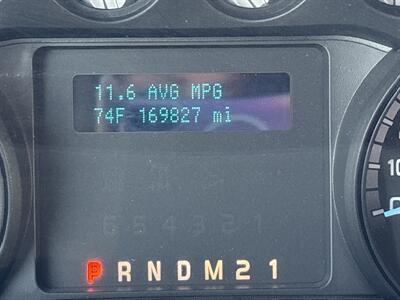 11.6 AVG MPG
74F 169827 mi
6 5 4 3 2 1
P R N D M 2 1